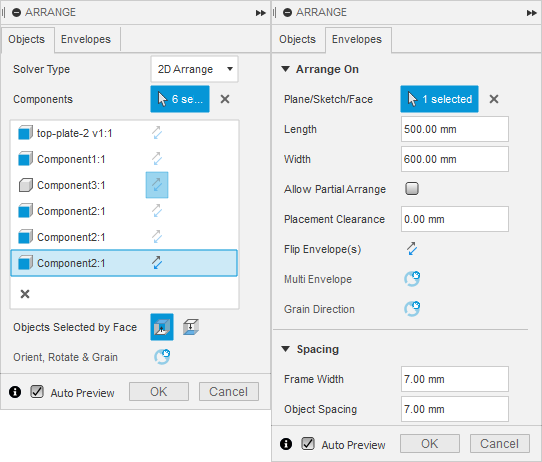 ARRANGE
Objects Envelopes
Solver Type 2D Arrange
Components 6 se...
top-plate-2 v1:1
Component1:1
Component3:1
Component2:1
Component2:1
Component2:1
Objects Selected by Face
Orient, Rotate & Grain
Auto Preview OK Cancel
ARRANGE
Objects Envelopes
Arrange On
Plane/Sketch/Face 1 selected
Length 500.00 mm
Width 600.00 mm
Allow Partial Arrange
Placement Clearance 0.00 mm
Flip Envelope(s)
Multi Envelope
Grain Direction
Spacing
Frame Width 7.00 mm
Object Spacing 7.00 mm
Auto Preview OK Cancel